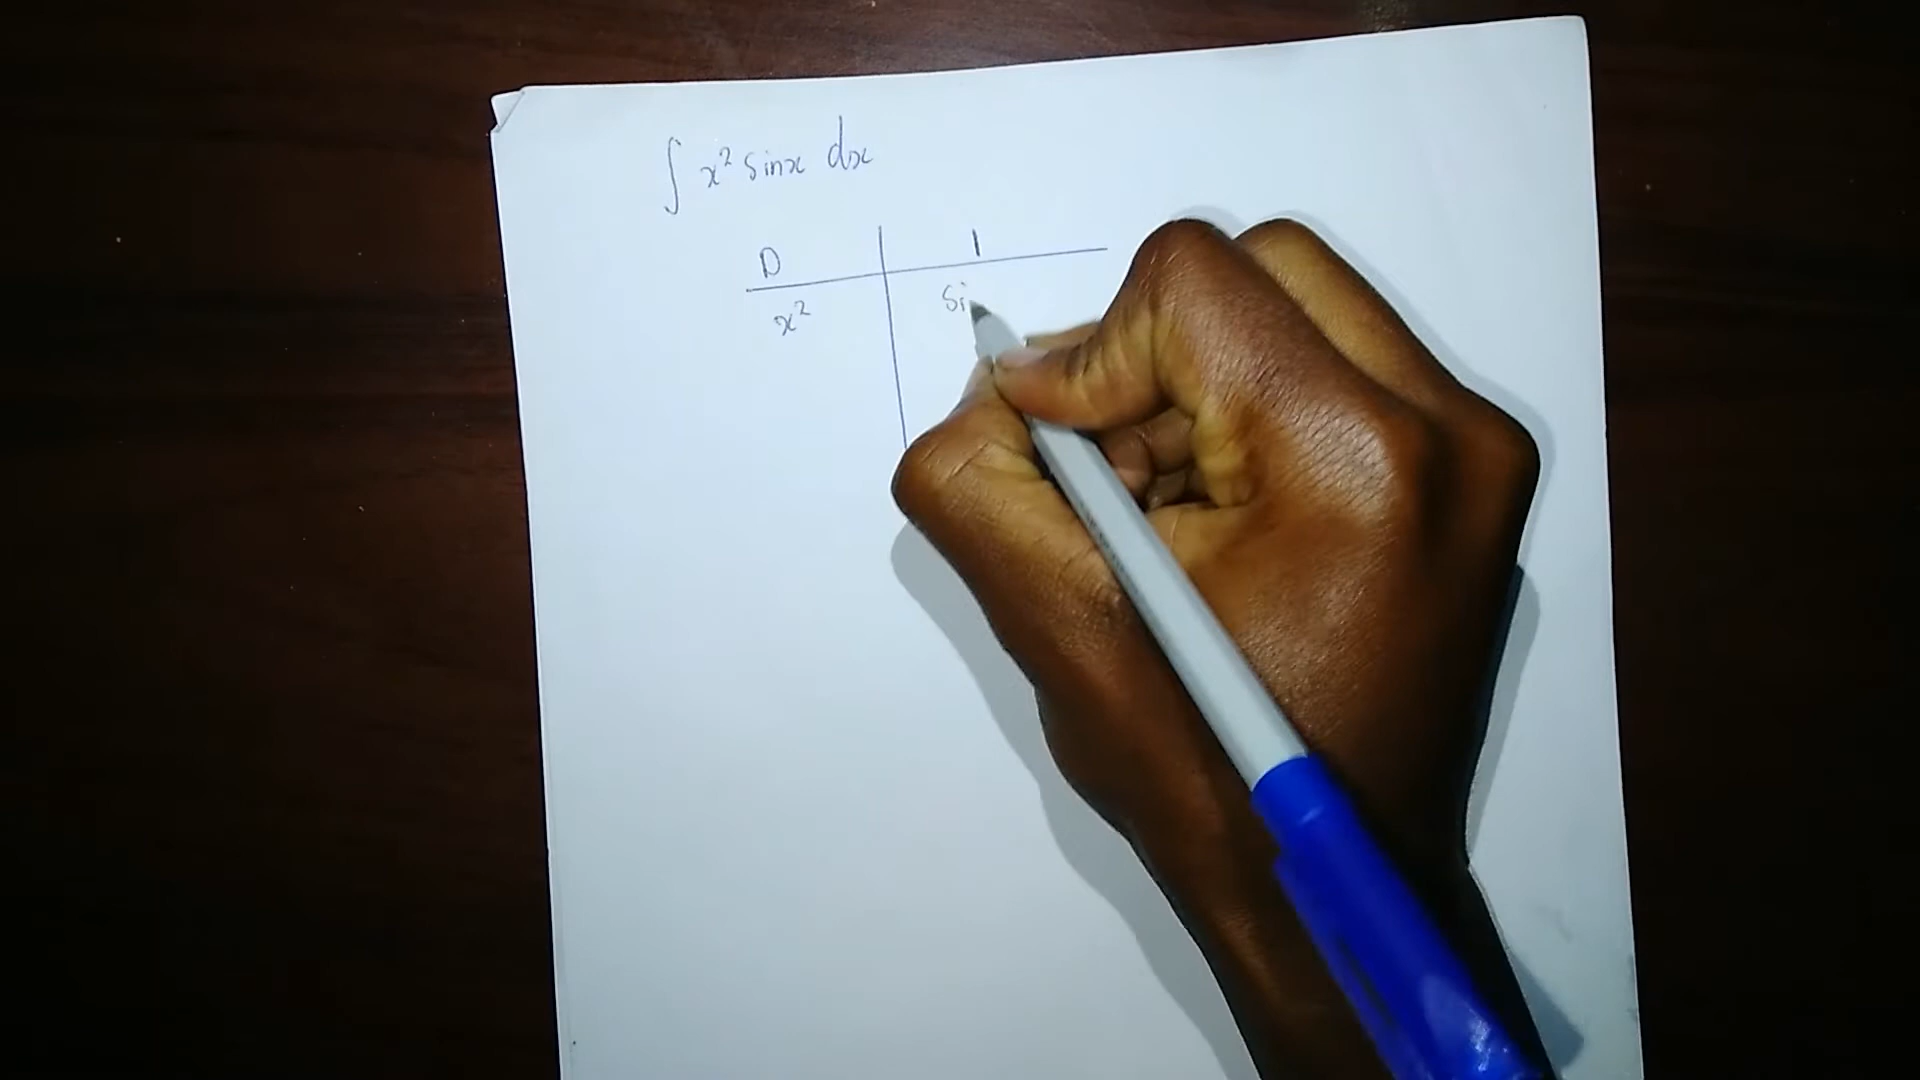 ∫ x² sinx dx
D I
x² Si